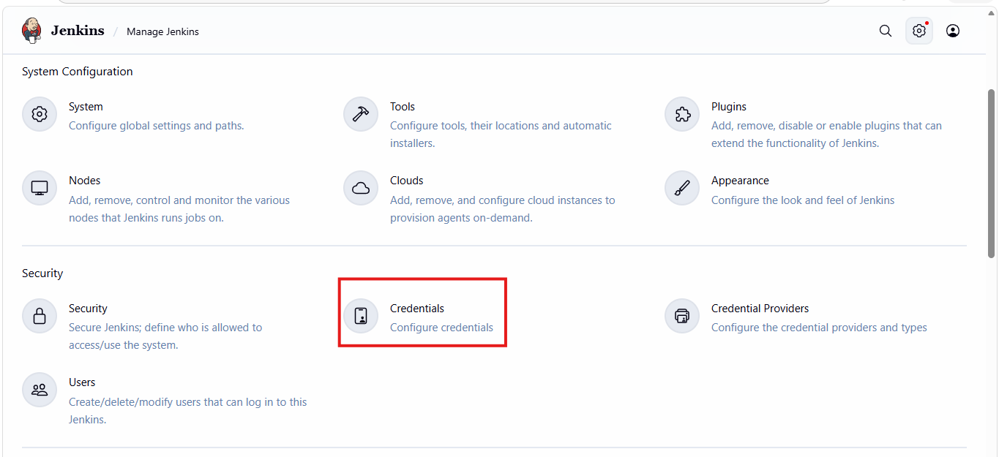 Jenkins / Manage Jenkins
System Configuration
System
Configure global settings and paths.
Tools
Configure tools, their locations and automatic
installers.
Plugins
Add, remove, disable or enable plugins that can
extend the functionality of Jenkins.
Nodes
Add, remove, control and monitor the various
nodes that Jenkins runs jobs on.
Clouds
Add, remove, and configure cloud instances to
provision agents on-demand.
Appearance
Configure the look and feel of Jenkins
Security
Security
Secure Jenkins; define who is allowed to
access/use the system.
Credentials
Configure credentials
Credential Providers
Configure the credential providers and types
Users
Create/delete/modify users that can log in to this
Jenkins.